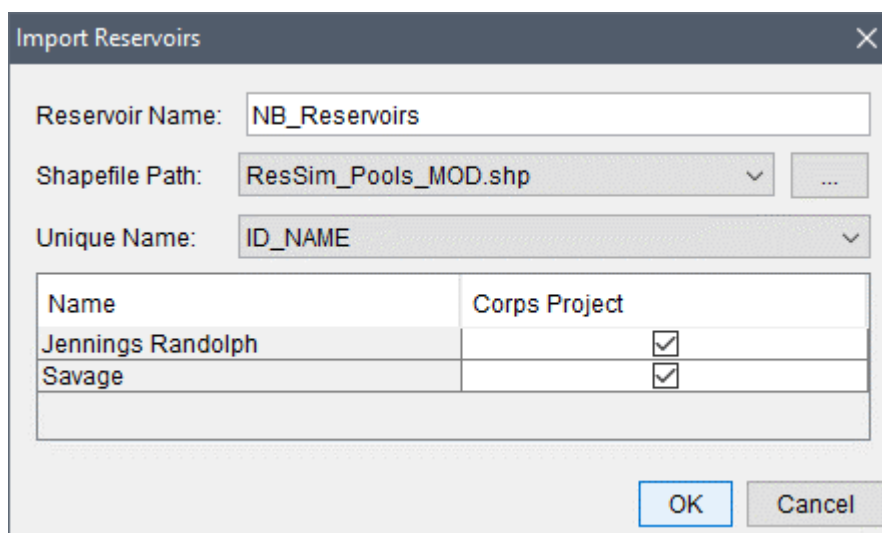 Import Reservoirs
Reservoir Name: NB_Reservoirs
Shapefile Path: ResSim_Pools_MOD.shp ...
Unique Name: ID_NAME
Name Corps Project
Jennings Randolph
Savage
OK Cancel